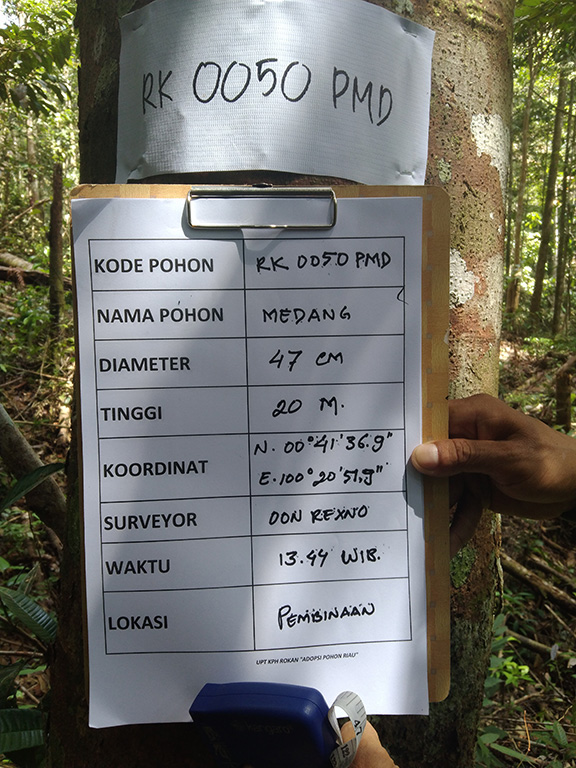 RK 0050 PMD
KODE POHON RK 0050 PMD
NAMA POHON MEDANG
DIAMETER 47 CM
TINGGI 20 M.
KOORDINAT N. 00°41'36.9"
E. 100°20'51,9"
SURVEYOR DON REXNO
WAKTU 13.44 WIB.
LOKASI PEMBINAAN
UPT KPH ROKAN "ADOPSI POHON RIAU"